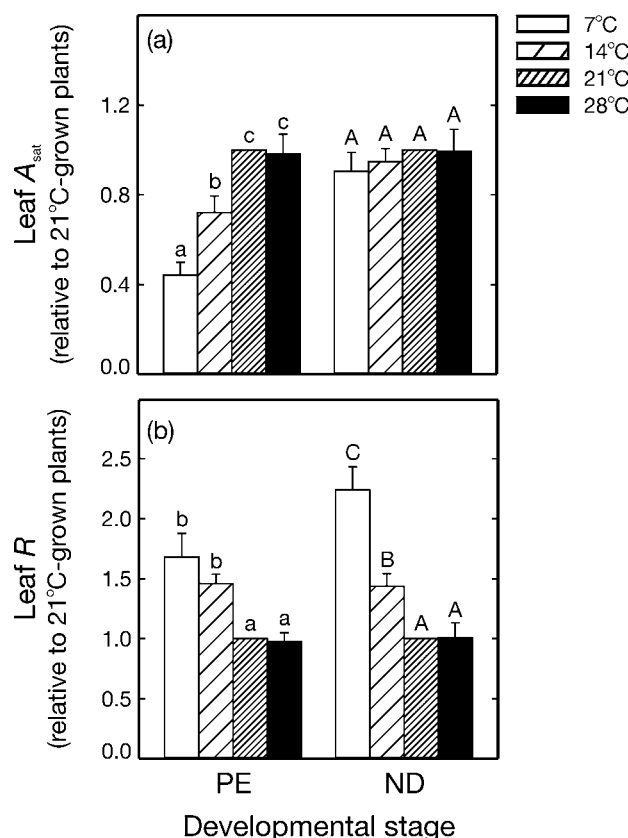 7°C
14°C
21°C
28°C
(a)
Leaf A_sat
(relative to 21°C-grown plants)
1.2
0.8
0.4
0.0
a
b
c
c
A
A
A
A
(b)
Leaf R
(relative to 21°C-grown plants)
2.5
2.0
1.5
1.0
0.5
0.0
b
b
a
a
C
B
A
A
PE
ND
Developmental stage